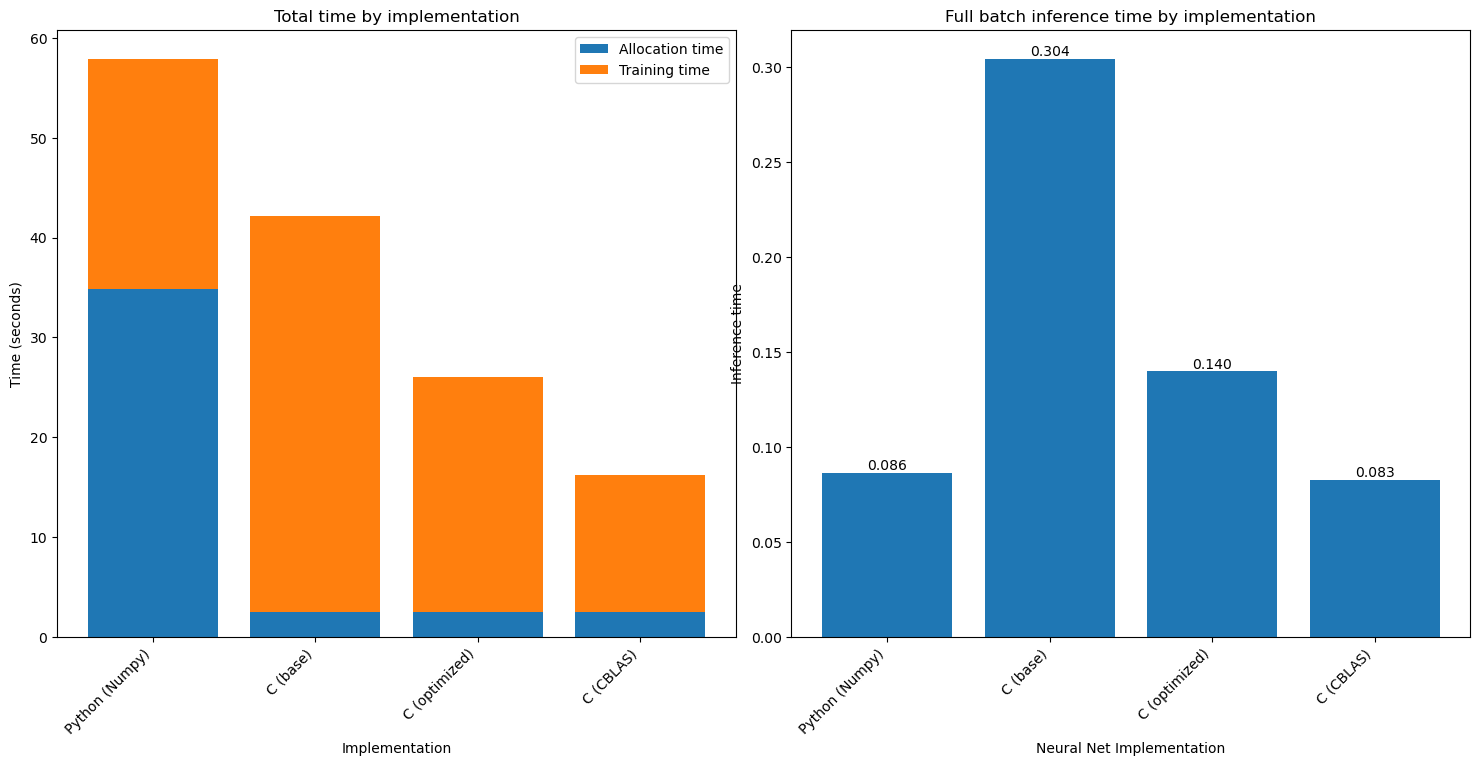 Total time by implementation
Allocation time
Training time
60
50
40
30
20
10
0
Time (seconds)
Python (Numpy)
C (base)
C (optimized)
C (CBLAS)
Implementation
Full batch inference time by implementation
0.30
0.25
0.20
0.15
0.10
0.05
0.00
Inference time
0.086
0.304
0.140
0.083
Python (Numpy)
C (base)
C (optimized)
C (CBLAS)
Neural Net Implementation